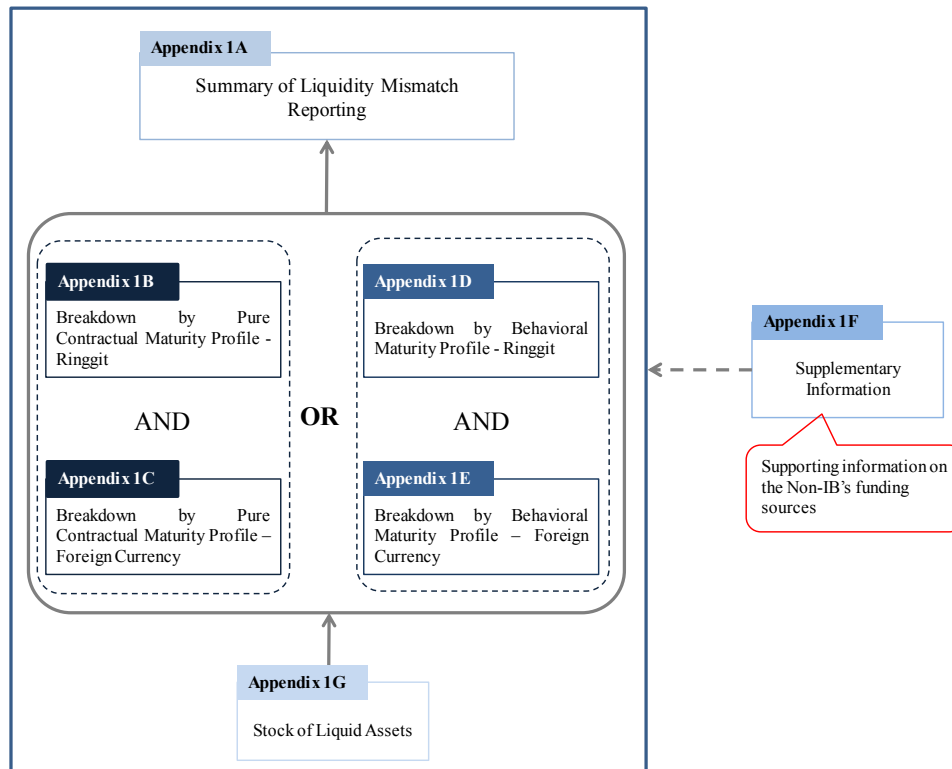 Appendix 1A
Summary of Liquidity Mismatch
Reporting
Appendix 1B
Breakdown by Pure
Contractual Maturity Profile -
Ringgit
AND
Appendix 1C
Breakdown by Pure
Contractual Maturity Profile –
Foreign Currency
OR
Appendix 1D
Breakdown by Behavioral
Maturity Profile - Ringgit
AND
Appendix 1E
Breakdown by Behavioral
Maturity Profile – Foreign
Currency
Appendix 1F
Supplementary
Information
Supporting information on
the Non-IB's funding
sources
Appendix 1G
Stock of Liquid Assets